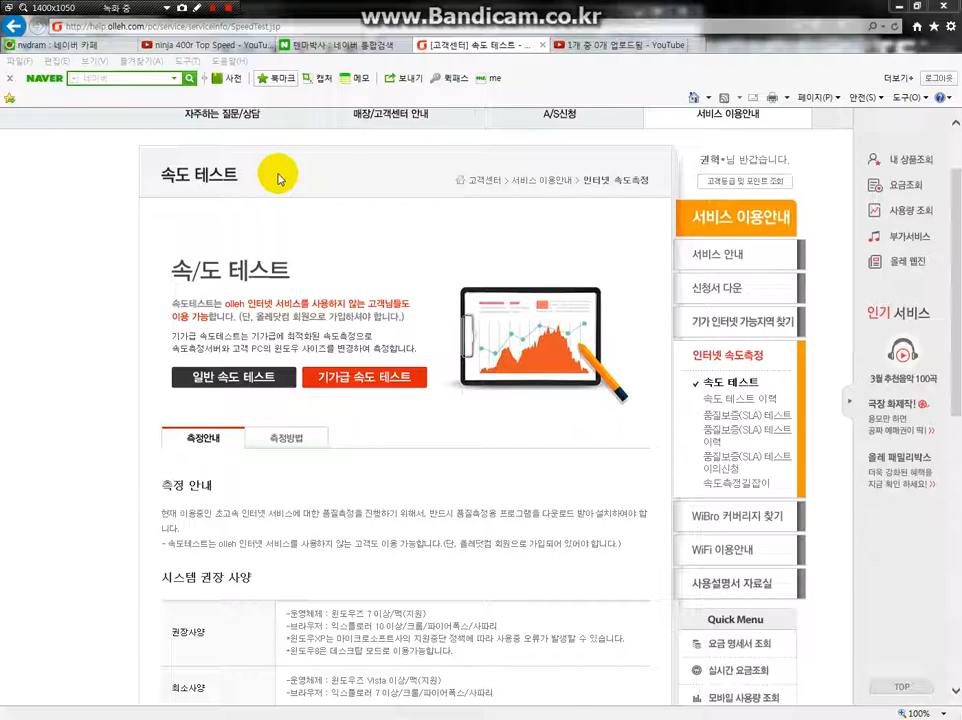 1400x1050 녹화 중
www.Bandicam.co.kr
http://help.olleh.com/pc/service/serviceinfo/SpeedTest.jsp
nvdram : 네이버 카페
ninja 400r Top Speed - YouTu...
텐마박사 : 네이버 통합검색
[고객센터] 속도 테스트 - ...
1개 중 0개 업로드됨 - YouTube
파일(F) 편집(E) 보기(V) 즐겨찾기(A) 도구(T) 도움말(H)
NAVER 네이버 사전 북마크 캡처 메모 보내기 퀵패스 me 더보기 로그아웃
페이지(P) 안전(S) 도구(O)
자주하는 질문/상담 매장/고객센터 안내 A/S신청 서비스 이용안내
속도 테스트
고객센터 > 서비스 이용안내 > 인터넷 속도측정
속/도 테스트
속도테스트는 olleh 인터넷 서비스를 사용하지 않는 고객님들도
이용 가능합니다. (단, 올레닷컴 회원으로 가입하셔야 합니다.)
기가급 속도테스트는 기가급에 최적화된 속도측정으로
속도측정서버와 고객 PC의 윈도우 사이즈를 변경하여 측정합니다.
일반 속도 테스트 기가급 속도 테스트
측정안내 측정방법
측정 안내
현재 이용중인 초고속 인터넷 서비스에 대한 품질측정을 진행하기 위해서, 반드시 품질측정용 프로그램을 다운로드 받아 설치하여야 합
니다.
- 속도테스트는 olleh 인터넷 서비스를 사용하지 않는 고객도 이용 가능합니다.(단, 올레닷컴 회원으로 가입되어 있어야 합니다.)
시스템 권장 사양
권장사양
-운영체제 : 윈도우즈 7 이상/맥(지원)
-브라우저 : 익스플로러 10 이상/크롬/파이어폭스/사파리
*윈도우XP는 마이크로소프트사의 지원중단 정책에 따라 사용중 오류가 발생할 수 있습니다.
*윈도우8은 데스크탑 모드로 이용가능합니다.
최소사양
-운영체제 : 윈도우즈 Vista 이상/맥(지원)
-브라우저 : 익스플로러 7 이상/크롬/파이어폭스/사파리
권혁*님 반갑습니다.
고객등급 및 포인트 조회
서비스 이용안내
서비스 안내
신청서 다운
기가 인터넷 가능지역 찾기
인터넷 속도측정
속도 테스트
속도 테스트 이력
품질보증(SLA) 테스트
품질보증(SLA) 테스트
이력
품질보증(SLA) 테스트
이의신청
속도측정길잡이
WiBro 커버리지 찾기
WiFi 이용안내
사용설명서 자료실
Quick Menu
요금 명세서 조회
실시간 요금조회
모바일 사용량 조회
내 상품조회
요금조회
사용량 조회
부가서비스
올레 웹진
인기 서비스
3월 추천음악 100곡
극장 화제작!
응모만 하면
공짜 예매권이 팍! >>
올레 패밀리박스
더욱 강화된 혜택을
지금 확인 하세요! >>
TOP
100%